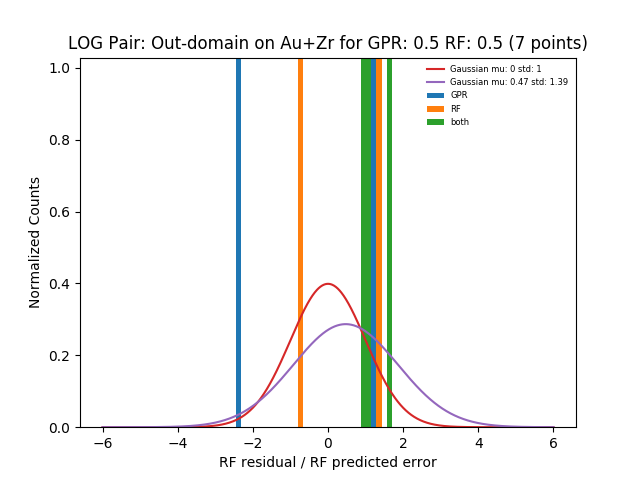 LOG Pair: Out-domain on Au+Zr for GPR: 0.5 RF: 0.5 (7 points)
Gaussian mu: 0 std: 1
Gaussian mu: 0.47 std: 1.39
GPR
RF
both
Normalized Counts
1.0
0.8
0.6
0.4
0.2
0.0
−6
−4
−2
0
2
4
6
RF residual / RF predicted error